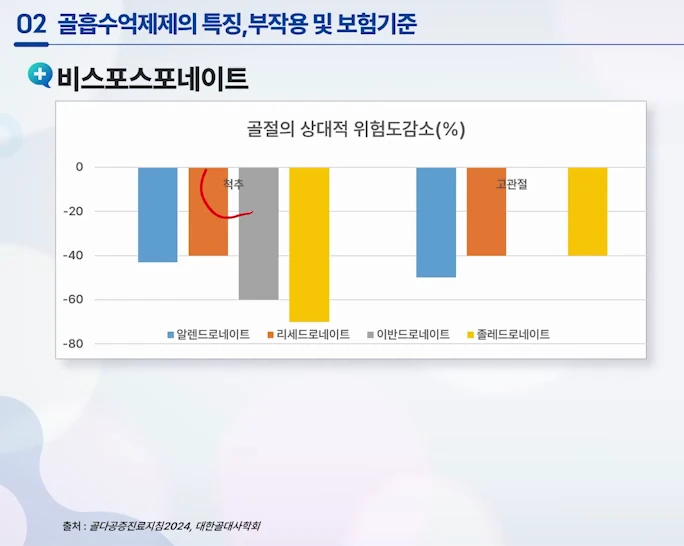 02 골흡수억제제의 특징,부작용 및 보험기준
비스포스포네이트
골절의 상대적 위험도감소(%)
0
척추
고관절
-20
-40
-60
알렌드로네이트 리세드로네이트 이반드로네이트 졸레드로네이트
-80
출처 : 골다공증진료지침2024, 대한골대사학회